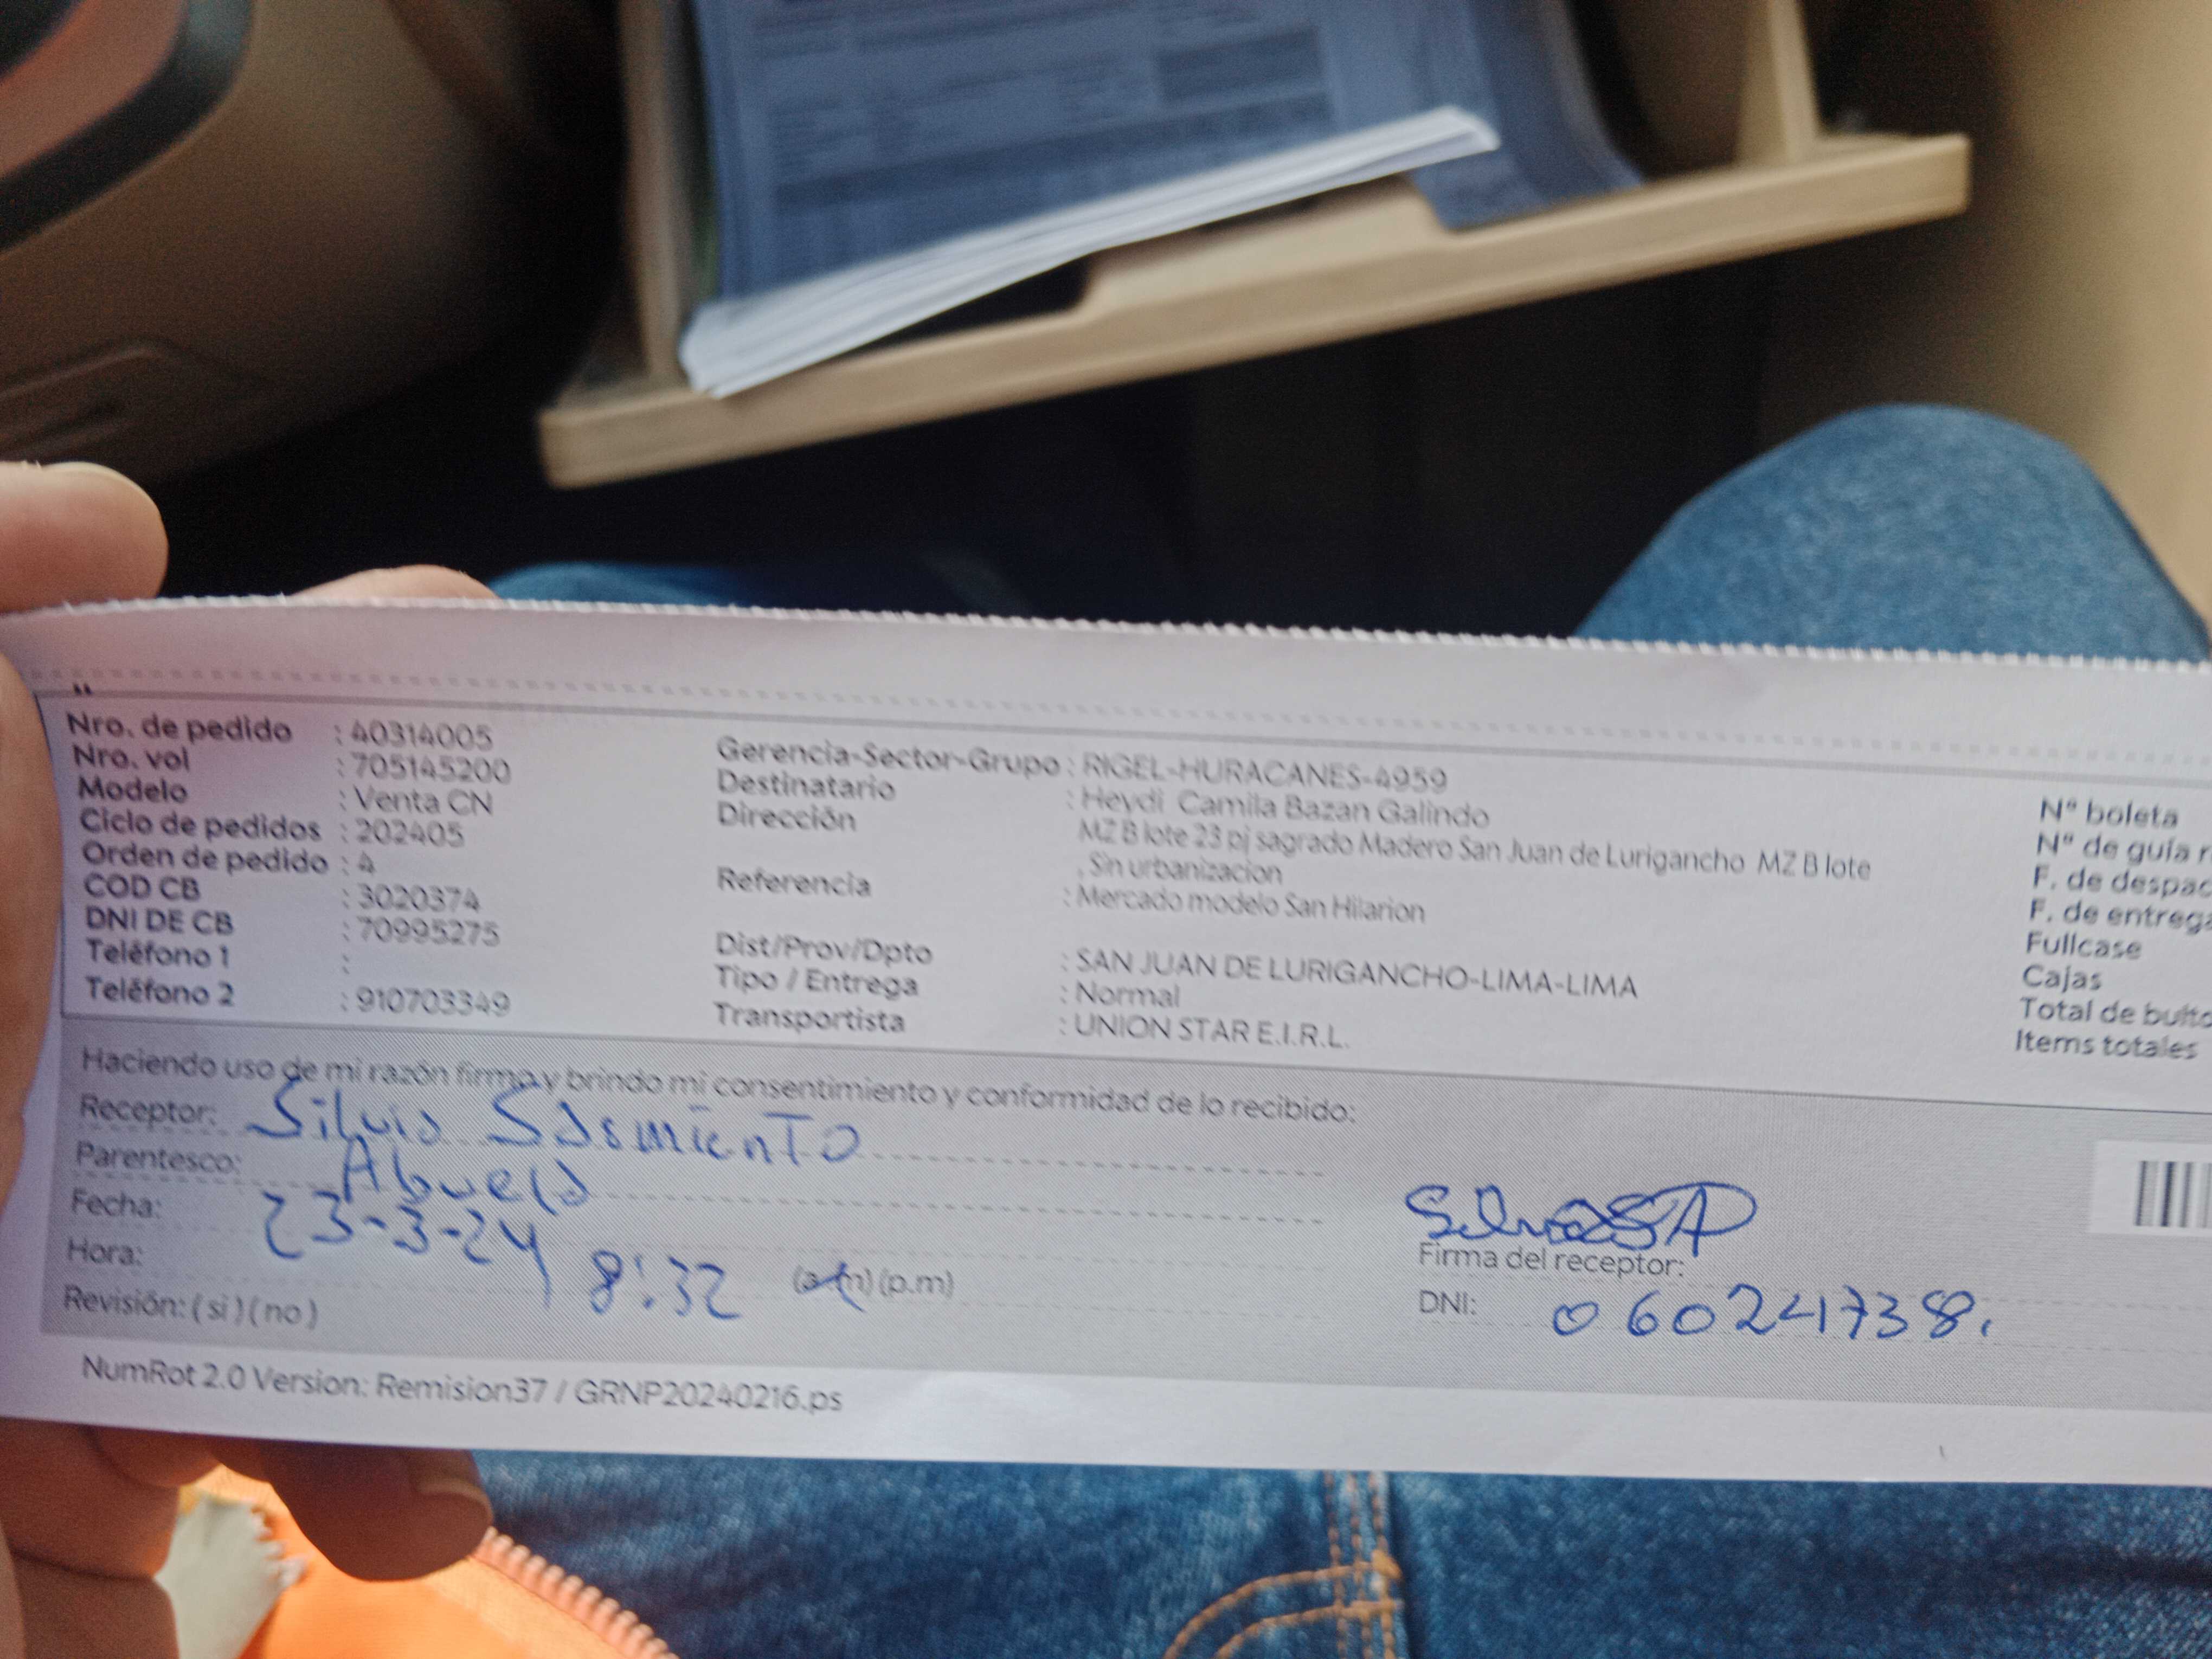 Nro. de pedido : 40314005
Nro. vol : 705145200
Modelo : Venta CN
Ciclo de pedidos : 202405
Orden de pedido : 4
COD CB : 3020374
DNI DE CB : 70995275
Teléfono 1 :
Teléfono 2 : 910703349
Gerencia-Sector-Grupo : RIGEL-HURACANES-4959
Destinatario : Heydi Camila Bazan Galindo
Dirección MZ B lote 23 pj sagrado Madero San Juan de Lurigancho MZ B lote
, Sin urbanizacion
Referencia : Mercado modelo San Hilarion
Dist/Prov/Dpto : SAN JUAN DE LURIGANCHO-LIMA-LIMA
Tipo / Entrega : Normal
Transportista : UNION STAR E.I.R.L.
Nº boleta
Nº de guía
F. de
F. de
Fullcase
Cajas
Total de
Items totales
Haciendo uso de mi razón firmo y brindo mi consentimiento y conformidad de lo recibido:
Receptor: Silvia
Parentesco: Abuela
Fecha: 23-3-24
Hora: 8:32 (a.m) (p.m)
Revisión: ( si ) ( no )
Firma del receptor:
DNI: 060241738.
NumRot 2.0 Version: Remision37 / GRNP20240216.ps